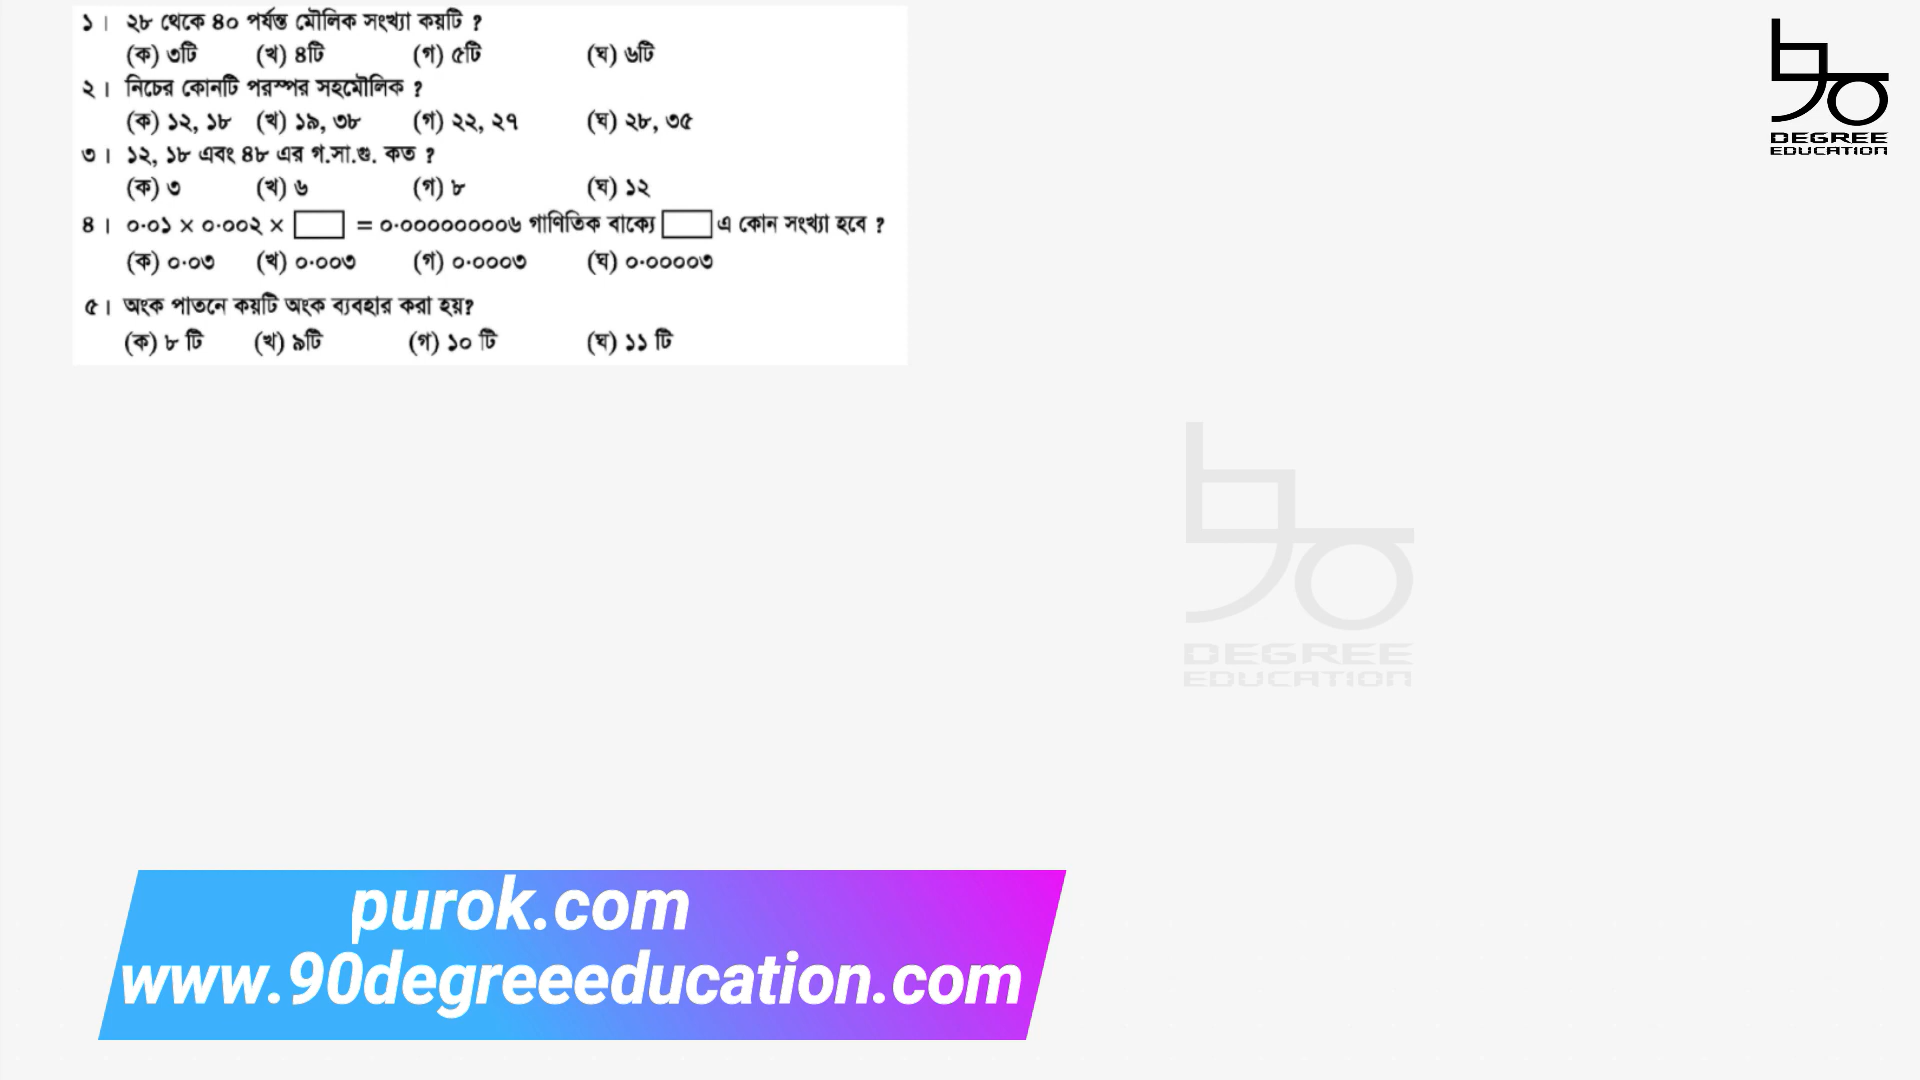 ১। ২৮ থেকে ৪০ পর্যন্ত মৌলিক সংখ্যা কয়টি ?
(ক) ৩টি (খ) ৪টি (গ) ৫টি (ঘ) ৬টি
২। নিচের কোনটি পরস্পর সহমৌলিক ?
(ক) ১২, ১৮ (খ) ১৯, ৩৮ (গ) ২২, ২৭ (ঘ) ২৮, ৩৫
৩। ১২, ১৮ এবং ৪৮ এর গ.সা.গু. কত ?
(ক) ৩ (খ) ৬ (গ) ৮ (ঘ) ১২
৪। ০·০১ × ০·০০২ × = ০·০০০০০০০০৬ গাণিতিক বাক্যে এ কোন সংখ্যা হবে ?
(ক) ০·০৩ (খ) ০·০০৩ (গ) ০·০০০৩ (ঘ) ০·০০০০৩
৫। অংক পাতনে কয়টি অংক ব্যবহার করা হয়?
(ক) ৮ টি (খ) ৯টি (গ) ১০ টি (ঘ) ১১ টি
৯০
DEGREE
EDUCATION
৯০
DEGREE
EDUCATION
purok.com
www.90degreeeducation.com